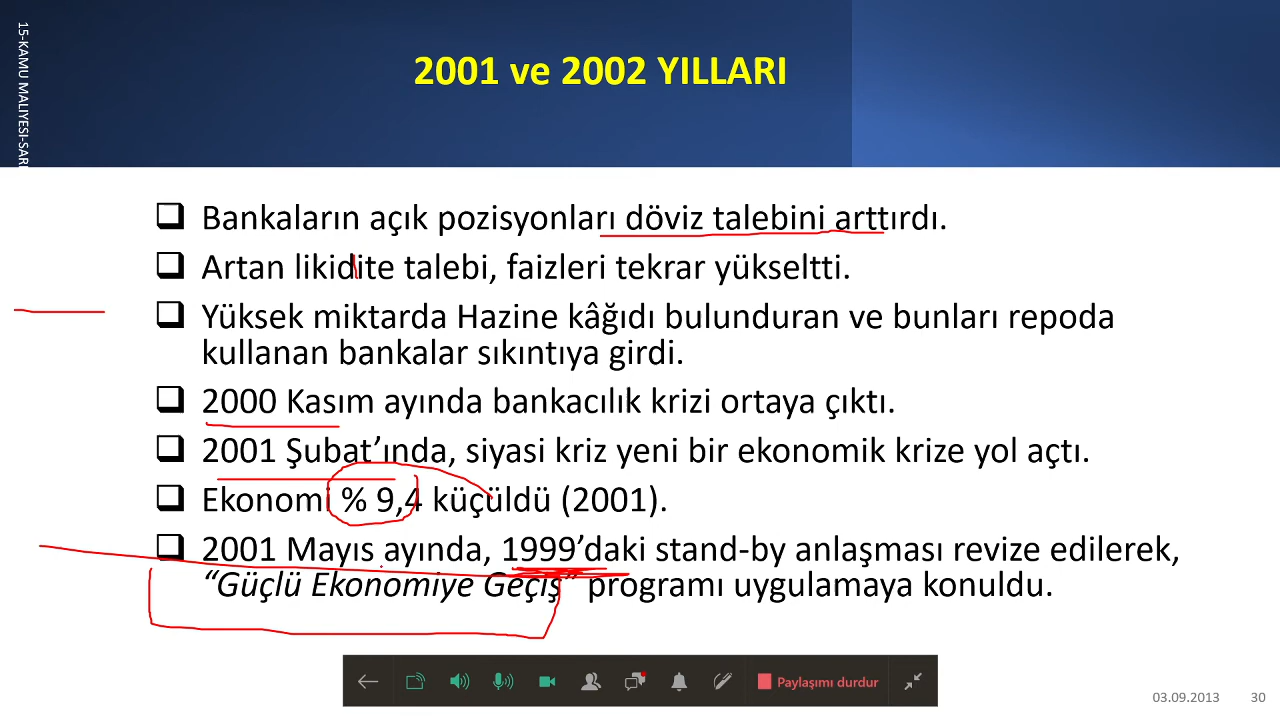 15-KAMU MALIYESI-SARI
2001 ve 2002 YILLARI
Bankaların açık pozisyonları döviz talebini arttırdı.
Artan likidite talebi, faizleri tekrar yükseltti.
Yüksek miktarda Hazine kâğıdı bulunduran ve bunları repoda
kullanan bankalar sıkıntıya girdi.
2000 Kasım ayında bankacılık krizi ortaya çıktı.
2001 Şubat’ında, siyasi kriz yeni bir ekonomik krize yol açtı.
Ekonomi % 9,4 küçüldü (2001).
2001 Mayıs ayında, 1999’daki stand-by anlaşması revize edilerek,
“Güçlü Ekonomiye Geçiş” programı uygulamaya konuldu.
Paylaşımı durdur
03.09.2013 30